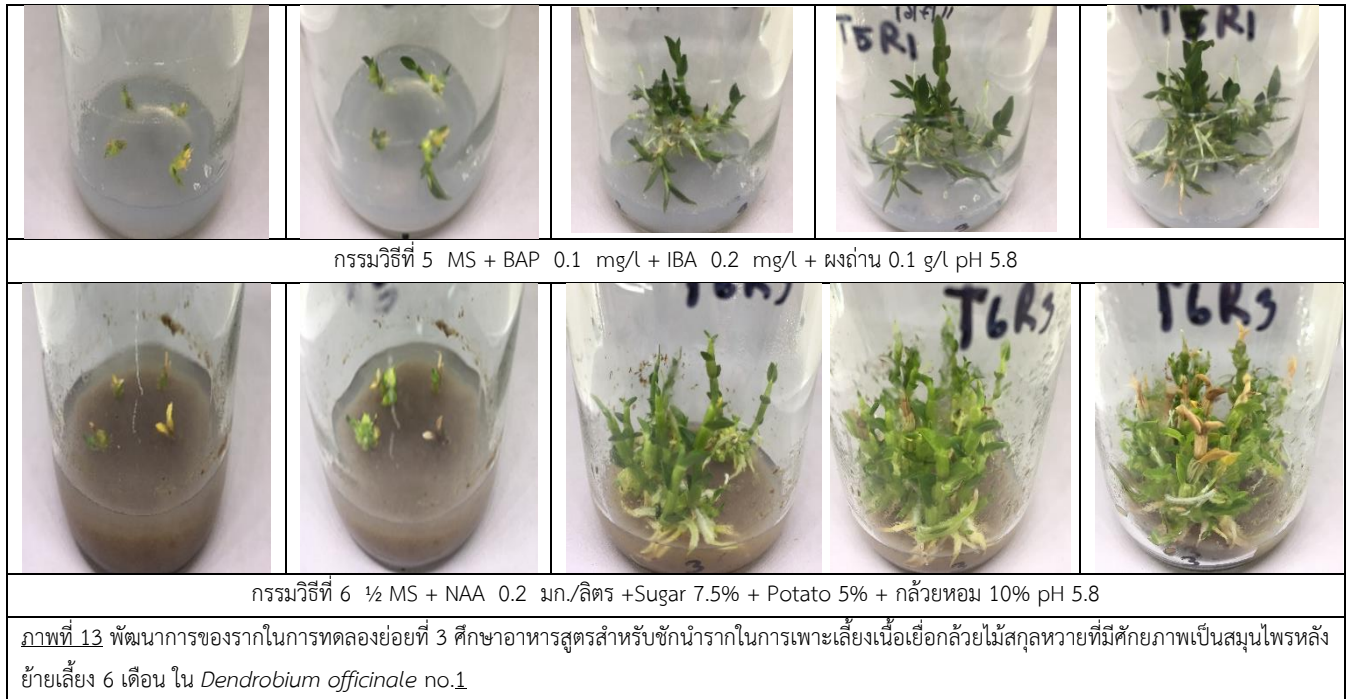 T5R1
T5R1
กรรมวิธีที่ 5 MS + BAP 0.1 mg/l + IBA 0.2 mg/l + ผงถ่าน 0.1 g/l pH 5.8
T6R3
T6R3
T6R3
3
3
กรรมวิธีที่ 6 ½ MS + NAA 0.2 มก./ลิตร +Sugar 7.5% + Potato 5% + กล้วยหอม 10% pH 5.8
ภาพที่ 13 พัฒนาการของรากในการทดลองย่อยที่ 3 ศึกษาอาหารสูตรสำหรับชักนำรากในการเพาะเลี้ยงเนื้อเยื่อกล้วยไม้สกุลหวายที่มีศักยภาพเป็นสมุนไพรหลัง
ย้ายเลี้ยง 6 เดือน ใน Dendrobium officinale no.1